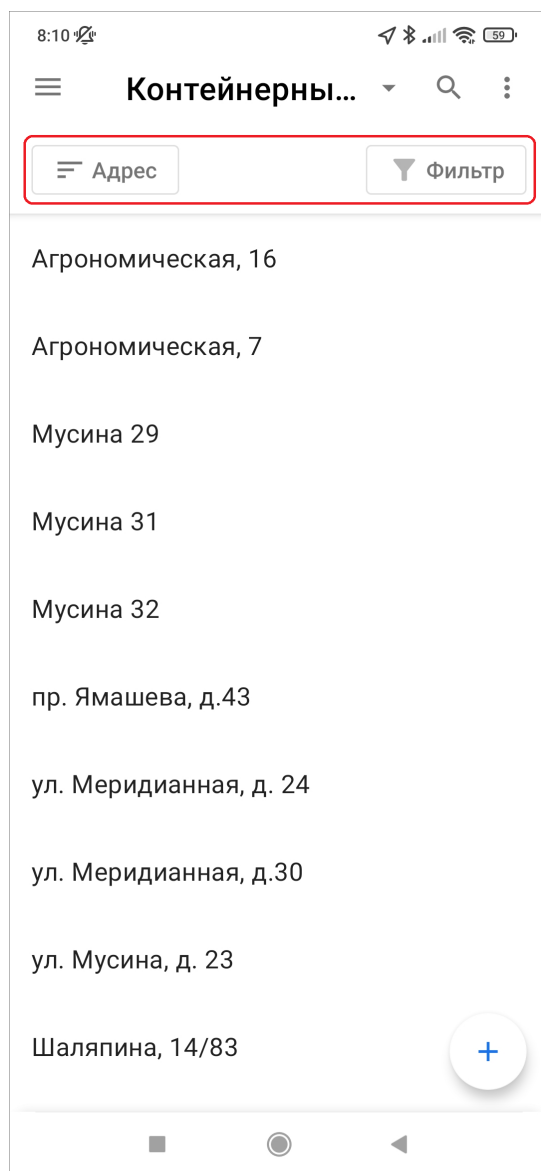 8:10
59
Контейнерны...
Адрес
Фильтр
Агрономическая, 16
Агрономическая, 7
Мусина 29
Мусина 31
Мусина 32
пр. Ямашева, д.43
ул. Меридианная, д. 24
ул. Меридианная, д.30
ул. Мусина, д. 23
Шаляпина, 14/83